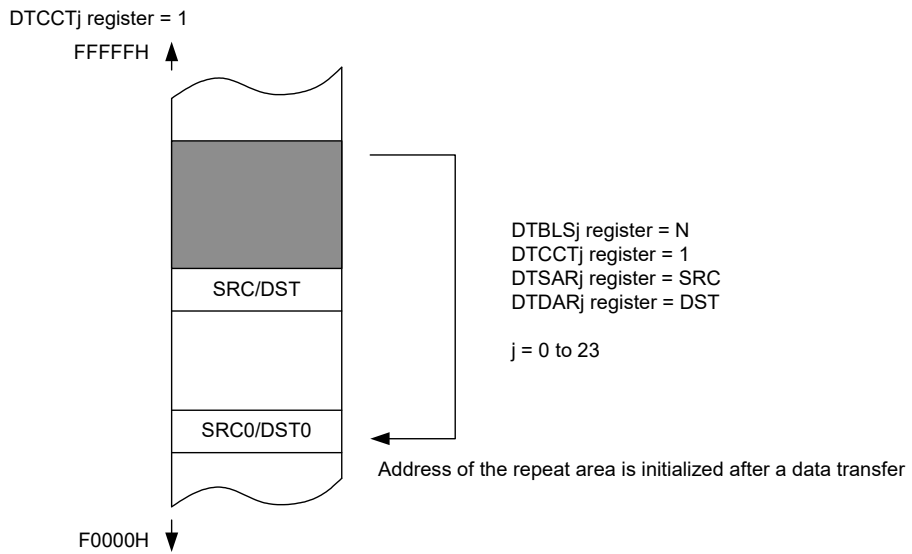 DTCCTj register = 1
FFFFFH
DTBLSj register = N
DTCCTj register = 1
DTSARj register = SRC
DTDARj register = DST
SRC/DST
j = 0 to 23
SRC0/DST0
Address of the repeat area is initialized after a data transfer
F0000H